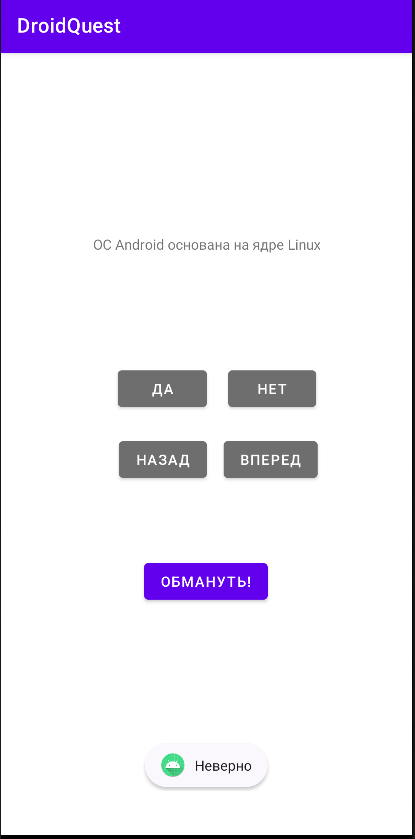 DroidQuest
ОС Android основана на ядре Linux
ДА НЕТ
НАЗАД ВПЕРЕД
ОБМАНУТЬ!
Неверно